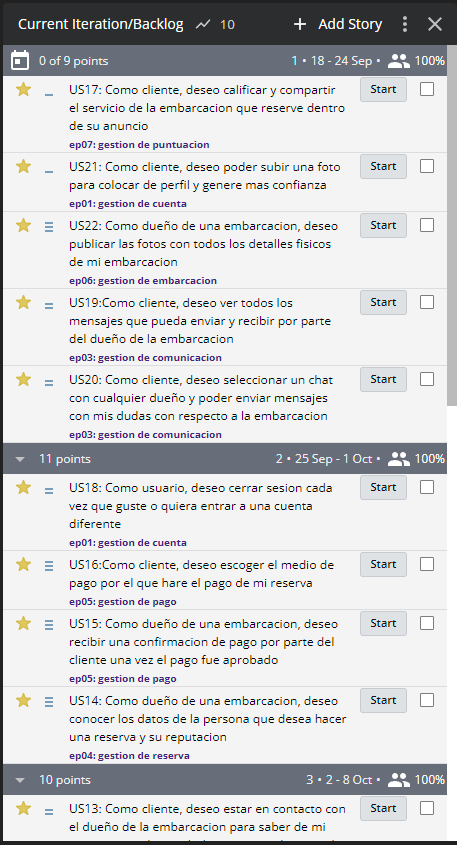 Current Iteration/Backlog 10 + Add Story
0 of 9 points 1 • 18 - 24 Sep • 100%
US17: Como cliente, deseo calificar y compartir Start
el servicio de la embarcacion que reserve dentro
de su anuncio
ep07: gestion de puntuacion
US21: Como cliente, deseo poder subir una foto Start
para colocar de perfil y genere mas confianza
ep01: gestion de cuenta
US22: Como dueño de una embarcacion, deseo Start
publicar las fotos con todos los detalles fisicos
de mi embarcacion
ep06: gestion de embarcacion
US19:Como cliente, deseo ver todos los Start
mensajes que pueda enviar y recibir por parte
del dueño de la embarcacion
ep03: gestion de comunicacion
US20: Como cliente, deseo seleccionar un chat Start
con cualquier dueño y poder enviar mensajes
con mis dudas con respecto a la embarcacion
ep03: gestion de comunicacion
11 points 2 • 25 Sep - 1 Oct • 100%
US18: Como usuario, deseo cerrar sesion cada Start
vez que guste o quiera entrar a una cuenta
diferente
ep01: gestion de cuenta
US16:Como cliente, deseo escoger el medio de Start
pago por el que hare el pago de mi reserva
ep05: gestion de pago
US15: Como dueño de una embarcacion, deseo Start
recibir una confirmacion de pago por parte del
cliente una vez el pago fue aprobado
ep05: gestion de pago
US14: Como dueño de una embarcacion, deseo Start
conocer los datos de la persona que desea hacer
una reserva y su reputacion
ep04: gestion de reserva
10 points 3 • 2 - 8 Oct • 100%
US13: Como cliente, deseo estar en contacto con Start
el dueño de la embarcacion para saber de mi